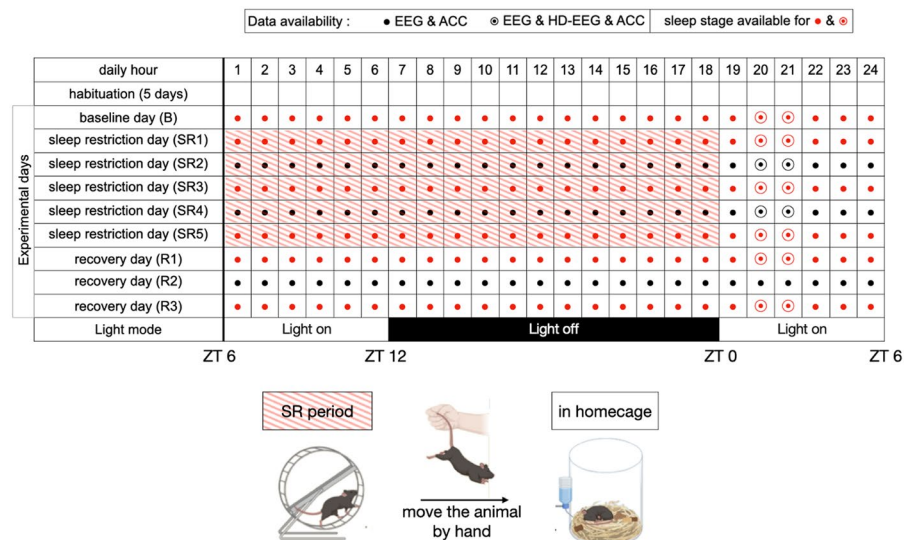 Data availability : • EEG & ACC ⦿ EEG & HD-EEG & ACC sleep stage available for • & ⦿
daily hour 1 2 3 4 5 6 7 8 9 10 11 12 13 14 15 16 17 18 19 20 21 22 23 24
habituation (5 days)
Experimental days
baseline day (B)
sleep restriction day (SR1)
sleep restriction day (SR2)
sleep restriction day (SR3)
sleep restriction day (SR4)
sleep restriction day (SR5)
recovery day (R1)
recovery day (R2)
recovery day (R3)
Light mode Light on Light off Light on
ZT 6 ZT 12 ZT 0 ZT 6
SR period in homecage
move the animal
by hand